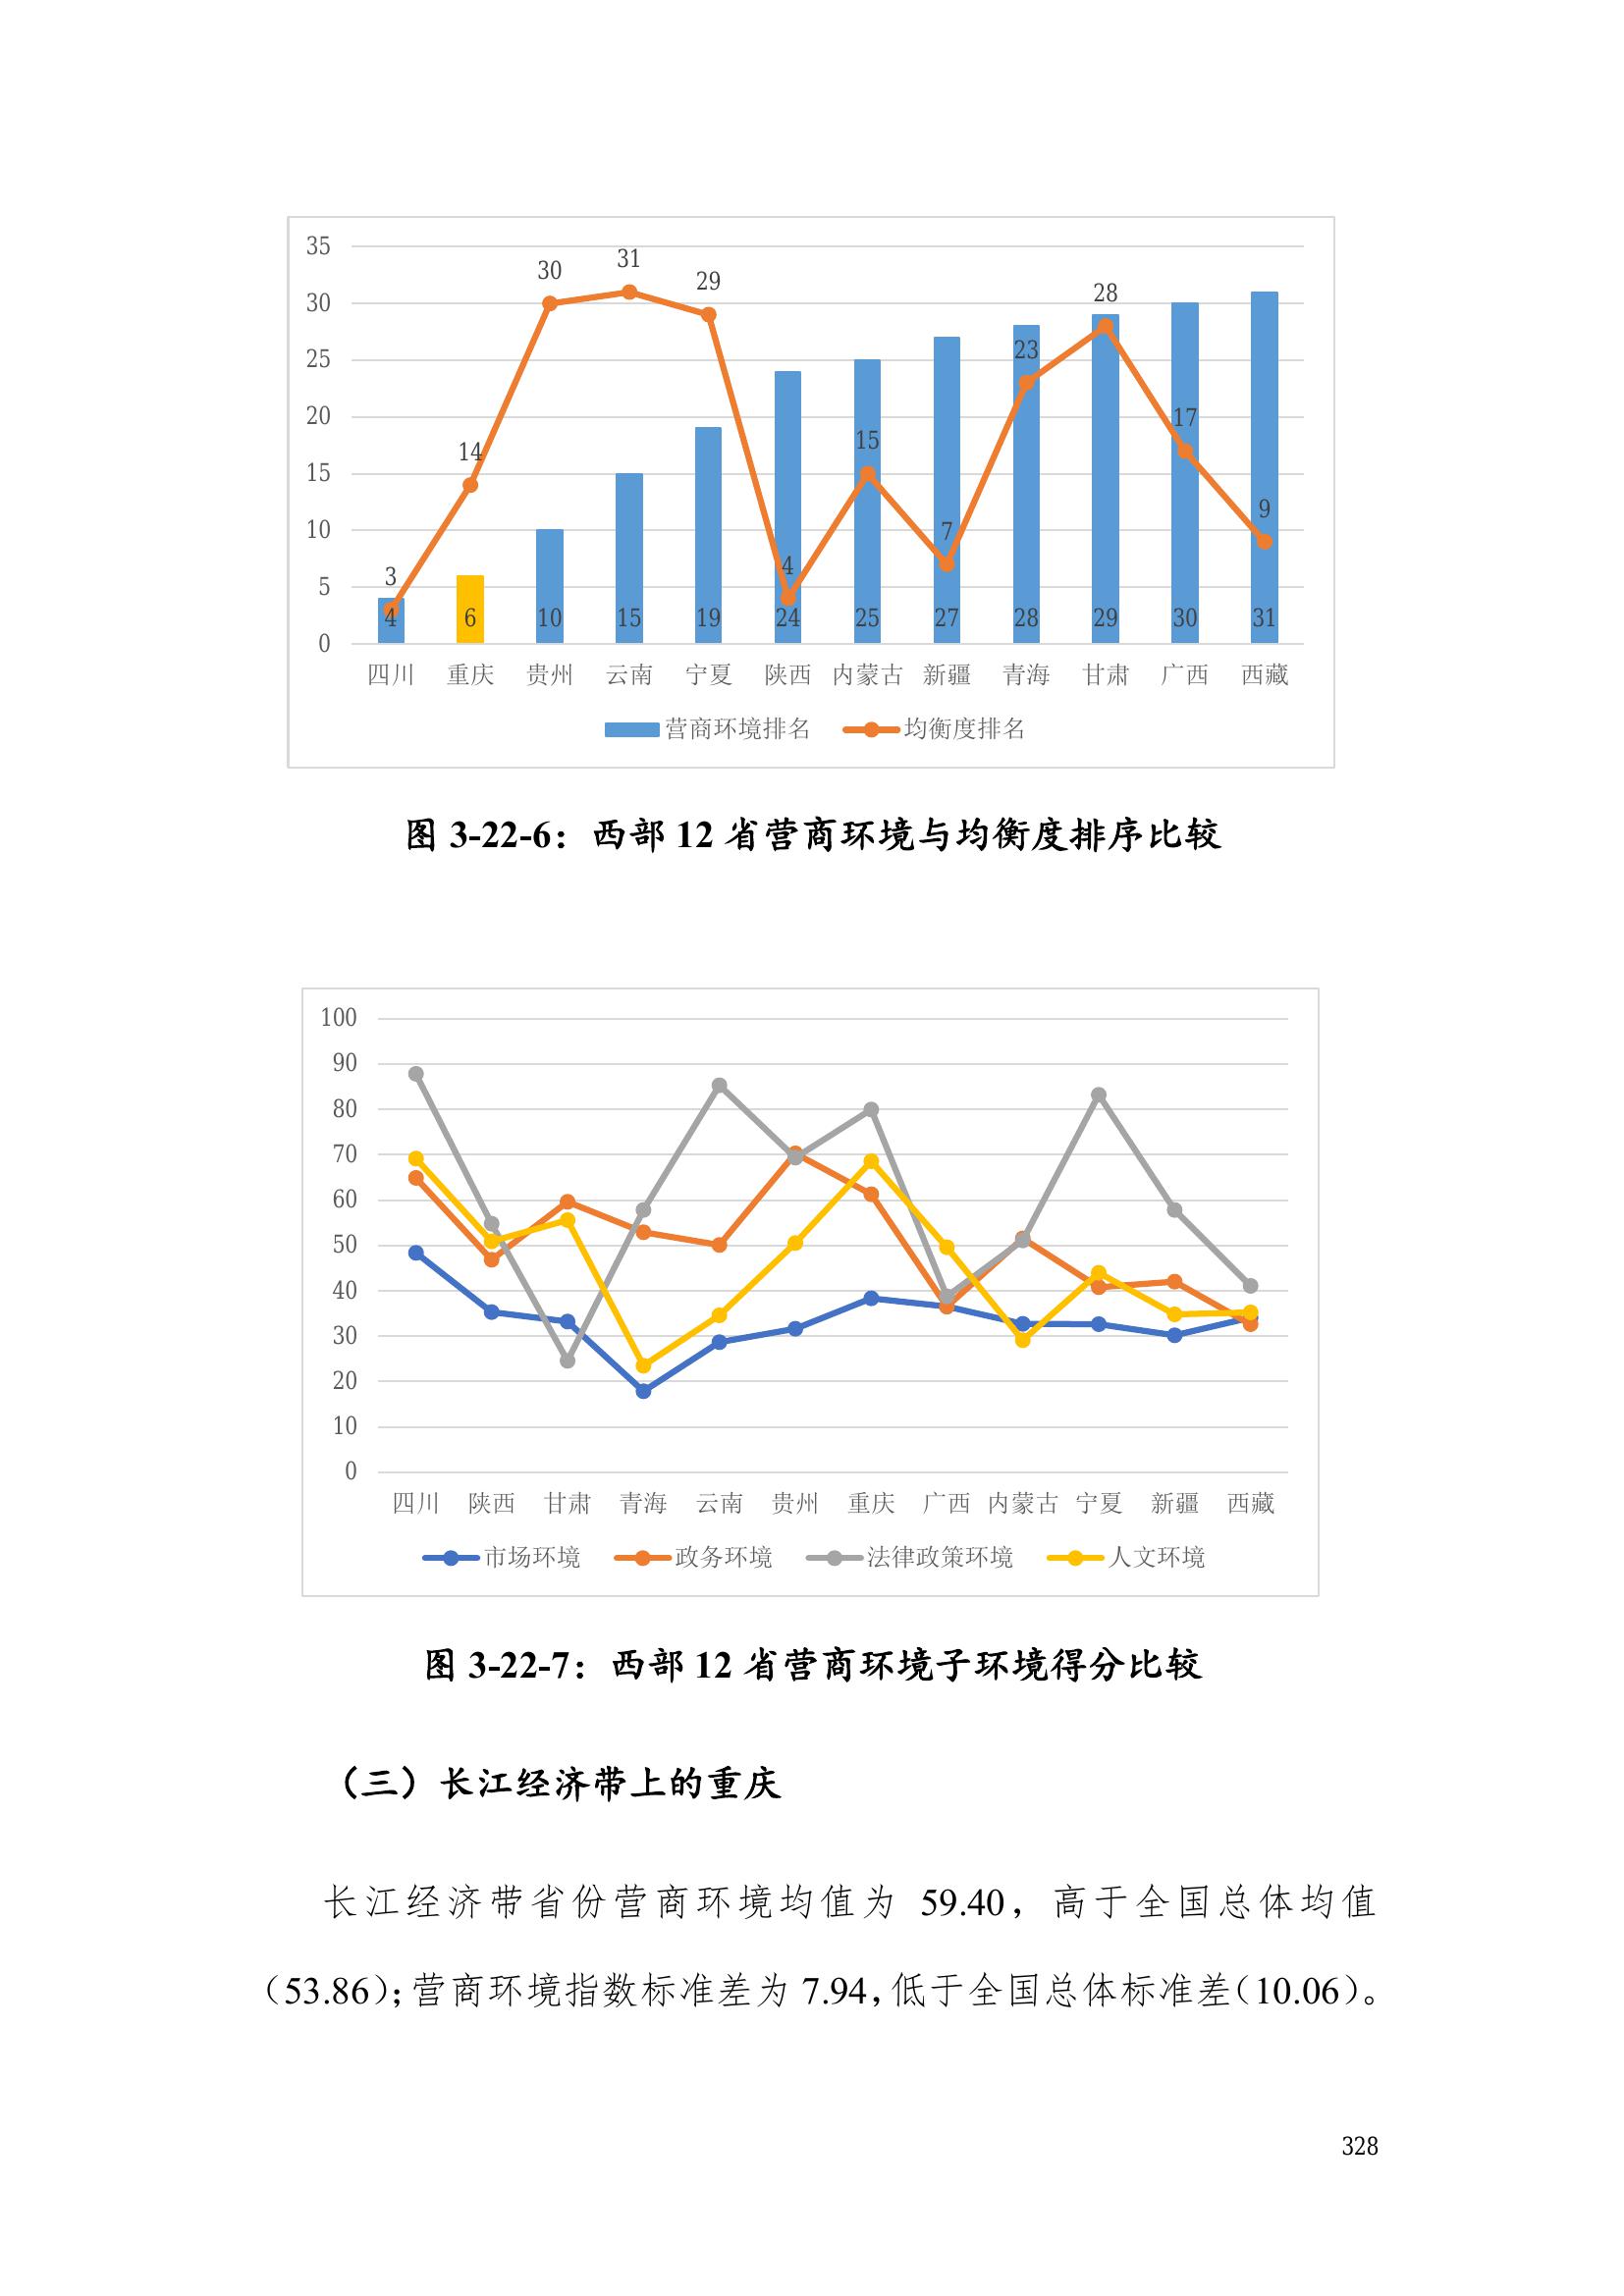 35
30
25
20
15
10
5
0
3 14 30 31 29 4 15 7 23 28 17 9
4 6 10 15 19 24 25 27 28 29 30 31
四川 重庆 贵州 云南 宁夏 陕西 内蒙古 新疆 青海 甘肃 广西 西藏
营商环境排名 均衡度排名
图 3-22-6：西部 12 省营商环境与均衡度排序比较
100
90
80
70
60
50
40
30
20
10
0
四川 陕西 甘肃 青海 云南 贵州 重庆 广西 内蒙古 宁夏 新疆 西藏
市场环境 政务环境 法律政策环境 人文环境
图 3-22-7：西部 12 省营商环境子环境得分比较
（三）长江经济带上的重庆
长江经济带省份营商环境均值为 59.40，高于全国总体均值
（53.86）；营商环境指数标准差为 7.94，低于全国总体标准差（10.06）。
328